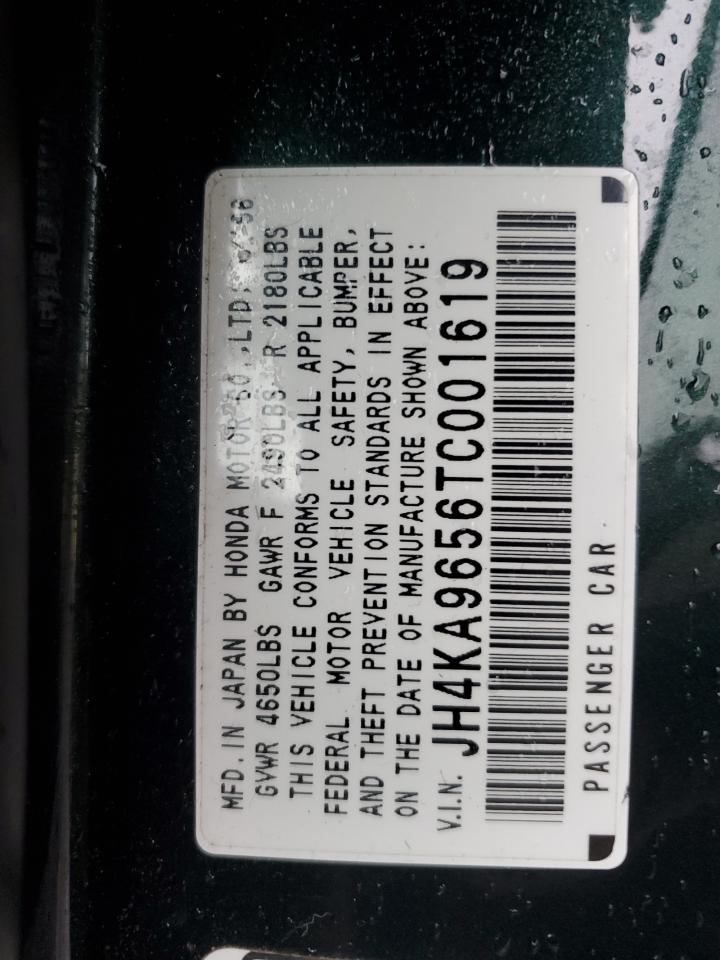 MFD. IN JAPAN BY HONDA MOTOR CO., LTD.
GVWR 4650LBS GAWR F 2490LBS R 2180LBS
THIS VEHICLE CONFORMS TO ALL APPLICABLE
FEDERAL MOTOR VEHICLE SAFETY, BUMPER,
AND THEFT PREVENTION STANDARDS IN EFFECT
ON THE DATE OF MANUFACTURE SHOWN ABOVE:
V.I.N. JH4KA9656TC001619
PASSENGER CAR